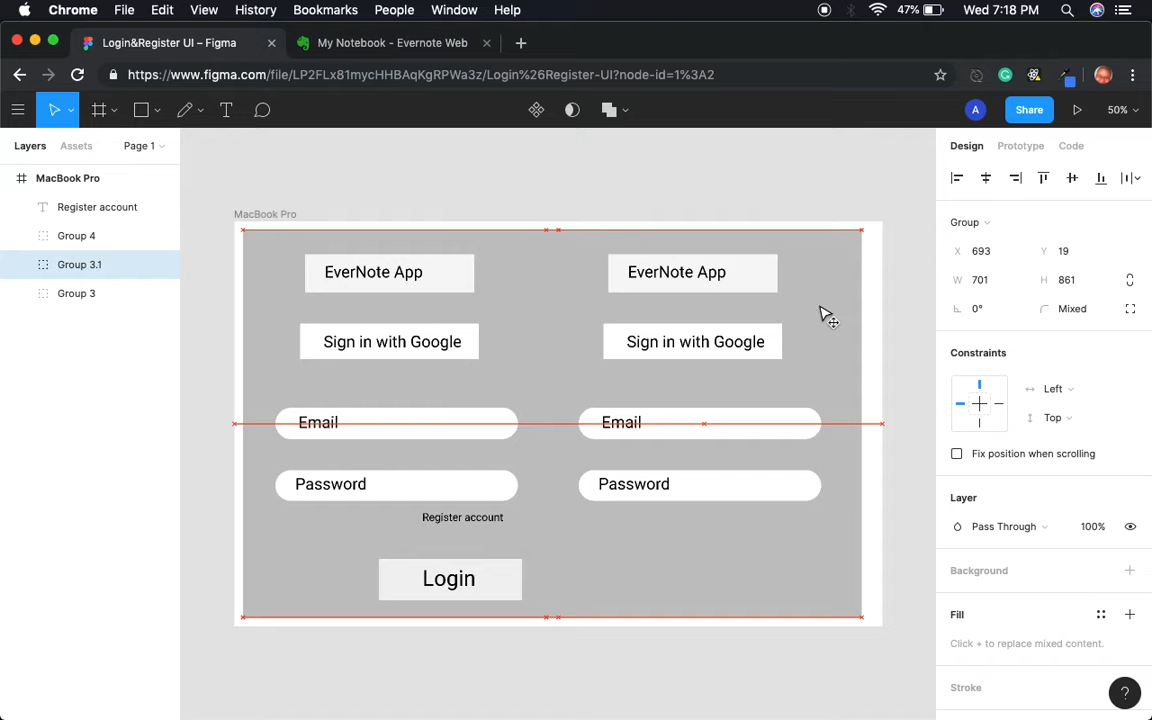 Chrome File Edit View History Bookmarks People Window Help 47% Wed 7:18 PM
Login&Register UI – Figma My Notebook - Evernote Web
https://www.figma.com/file/LP2FLx81mycHHBAqKgRPWa3z/Login%26Register-UI?node-id=1%3A2
A Share 50%
Layers Assets Page 1
MacBook Pro
Register account
Group 4
Group 3.1
Group 3
MacBook Pro
EverNote App EverNote App
Sign in with Google Sign in with Google
Email Email
Password Password
Register account
Login
Design Prototype Code
Group
X 693 Y 19
W 701 H 861
0° Mixed
Constraints
Left
Top
Fix position when scrolling
Layer
Pass Through 100%
Background
Fill
Click + to replace mixed content.
Stroke
?